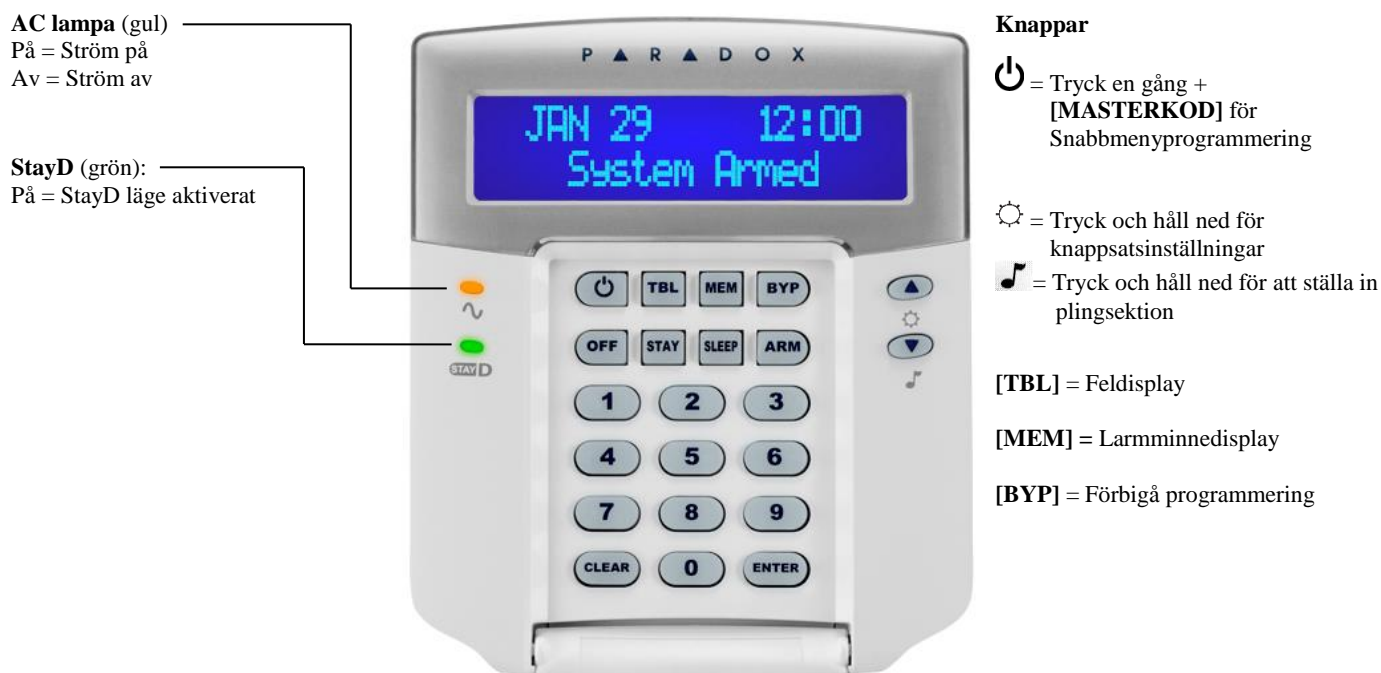 AC lampa (gul)
På = Ström på
Av = Ström av
StayD (grön):
På = StayD läge aktiverat
PARADOX
JAN 29 12:00
System Armed
TBL MEM BYP
OFF STAY SLEEP ARM
STAY D
1 2 3
4 5 6
7 8 9
CLEAR 0 ENTER
Knappar
= Tryck en gång +
[MASTERKOD] för
Snabbmenyprogrammering
= Tryck och håll ned för
knappsatsinställningar
= Tryck och håll ned för att ställa in
plingsektion
[TBL] = Feldisplay
[MEM] = Larmminnedisplay
[BYP] = Förbigå programmering